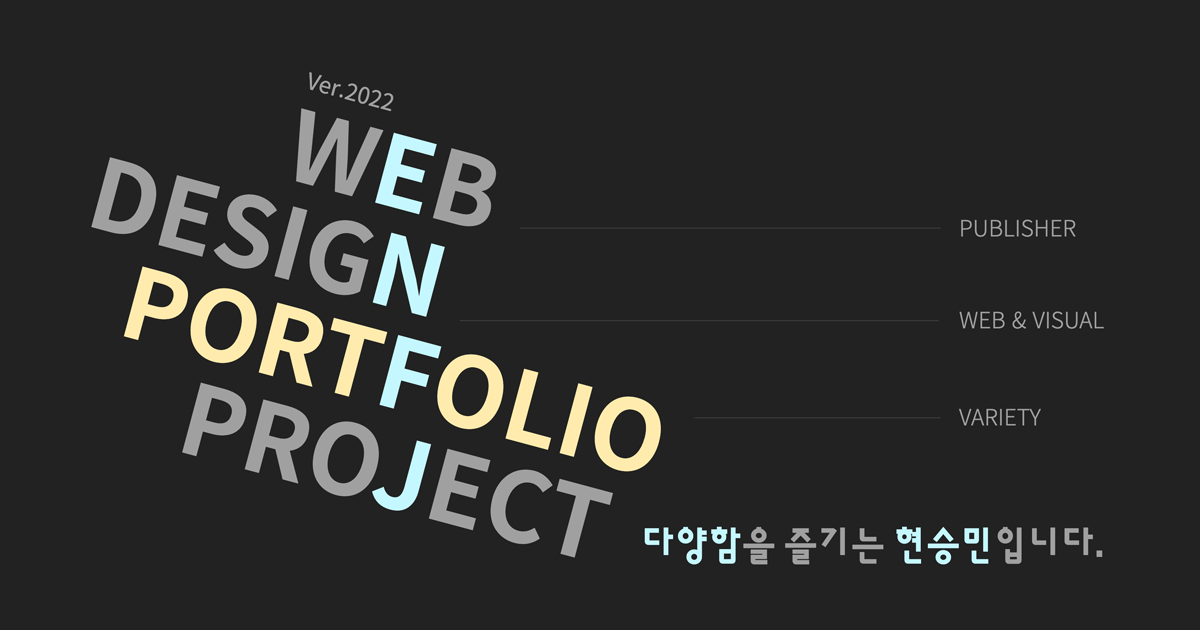 Ver.2022
WEB
DESIGN
PORTFOLIO
PROJECT
PUBLISHER
WEB & VISUAL
VARIETY
다양함을 즐기는 현승민입니다.